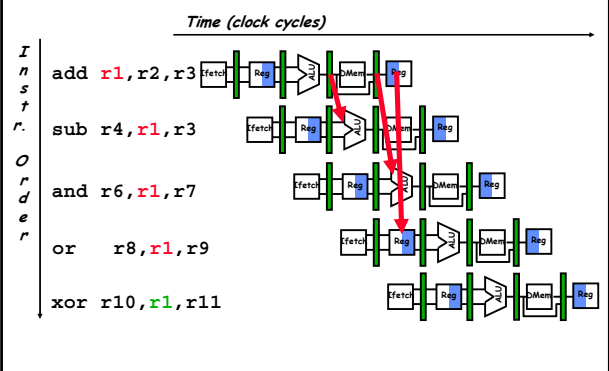 Time (clock cycles)
Instr. Order
add r1,r2,r3 Ifetch Reg ALU DMem Reg
sub r4,r1,r3 Ifetch Reg ALU DMem Reg
and r6,r1,r7 Ifetch Reg ALU DMem Reg
or r8,r1,r9 Ifetch Reg ALU DMem Reg
xor r10,r1,r11 Ifetch Reg ALU DMem Reg